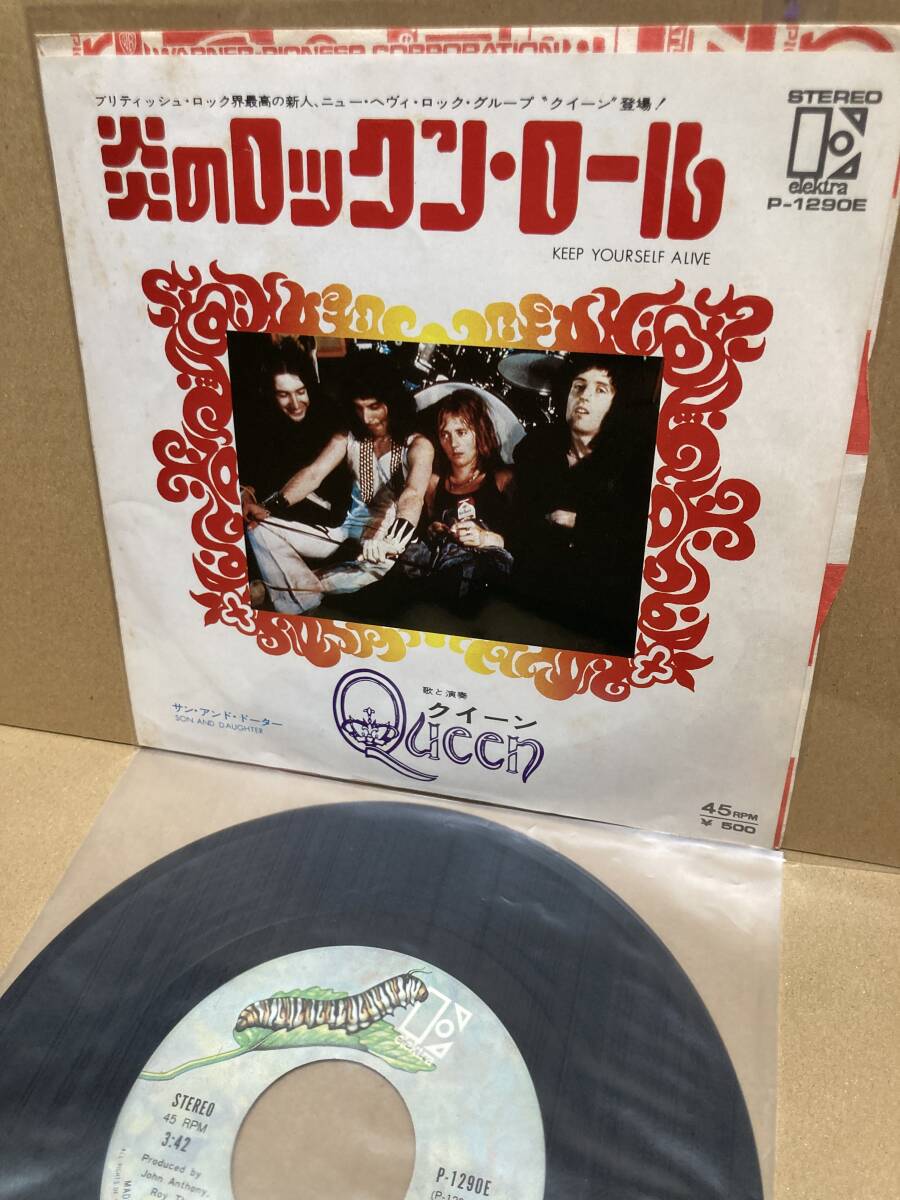 WARNER-PIONEER CORPORATION
ブリティッシュ・ロック界最高の新人、ニュー・ヘヴィ・ロック・グループ“クイーン”登場!
炎のロックン・ロール
KEEP YOURSELF ALIVE
STEREO
elektra
P-1290E
サン・アンド・ドーター
SON AND DAUGHTER
歌と演奏
クイーン
Queen
45RPM
¥ 500
elektra
STEREO
45 RPM
3:42
Produced by
John Anthony,
Roy
P-1290E